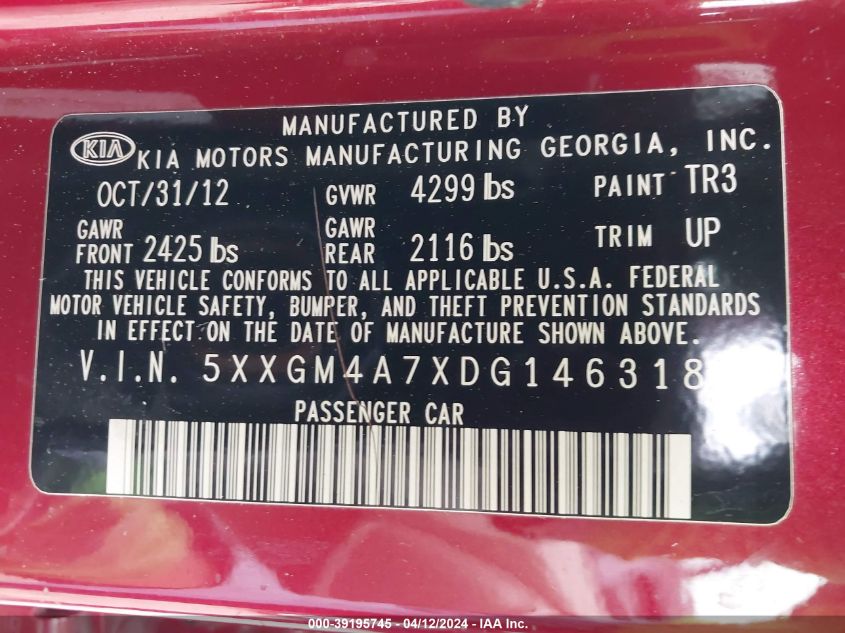 MANUFACTURED BY
KIA KIA MOTORS MANUFACTURING GEORGIA, INC.
OCT/31/12 GVWR 4299 lbs PAINT TR3
GAWR FRONT 2425 lbs GAWR REAR 2116 lbs TRIM UP
THIS VEHICLE CONFORMS TO ALL APPLICABLE U.S.A. FEDERAL
MOTOR VEHICLE SAFETY, BUMPER, AND THEFT PREVENTION STANDARDS
IN EFFECT ON THE DATE OF MANUFACTURE SHOWN ABOVE.
V.I.N. 5XXGM4A7XDG146318
PASSENGER CAR
000-39195745 - 04/12/2024 - IAA Inc.